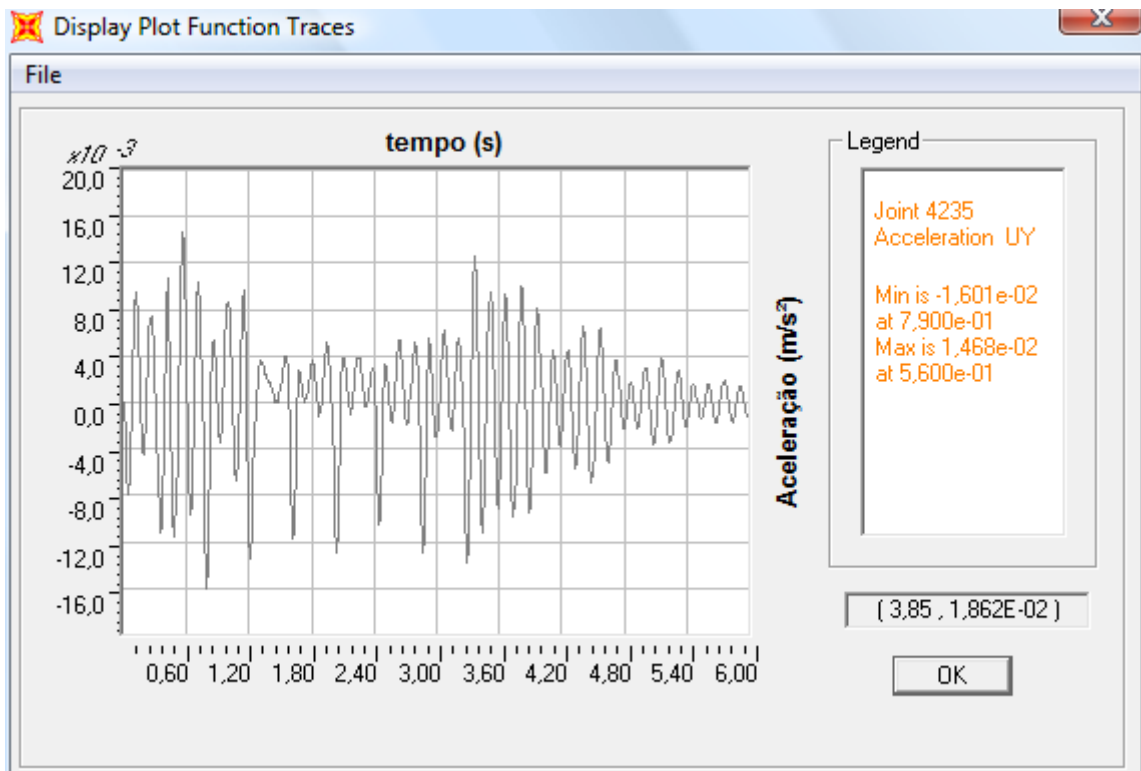 Display Plot Function Traces
File
tempo (s)
x10 -3
20,0
16,0
12,0
8,0
4,0
0,0
-4,0
-8,0
-12,0
-16,0
0,60 1,20 1,80 2,40 3,00 3,60 4,20 4,80 5,40 6,00
Aceleração (m/s²)
Legend
Joint 4235
Acceleration UY
Min is -1,601e-02
at 7,900e-01
Max is 1,468e-02
at 5,600e-01
( 3,85 , 1,862E-02 )
OK